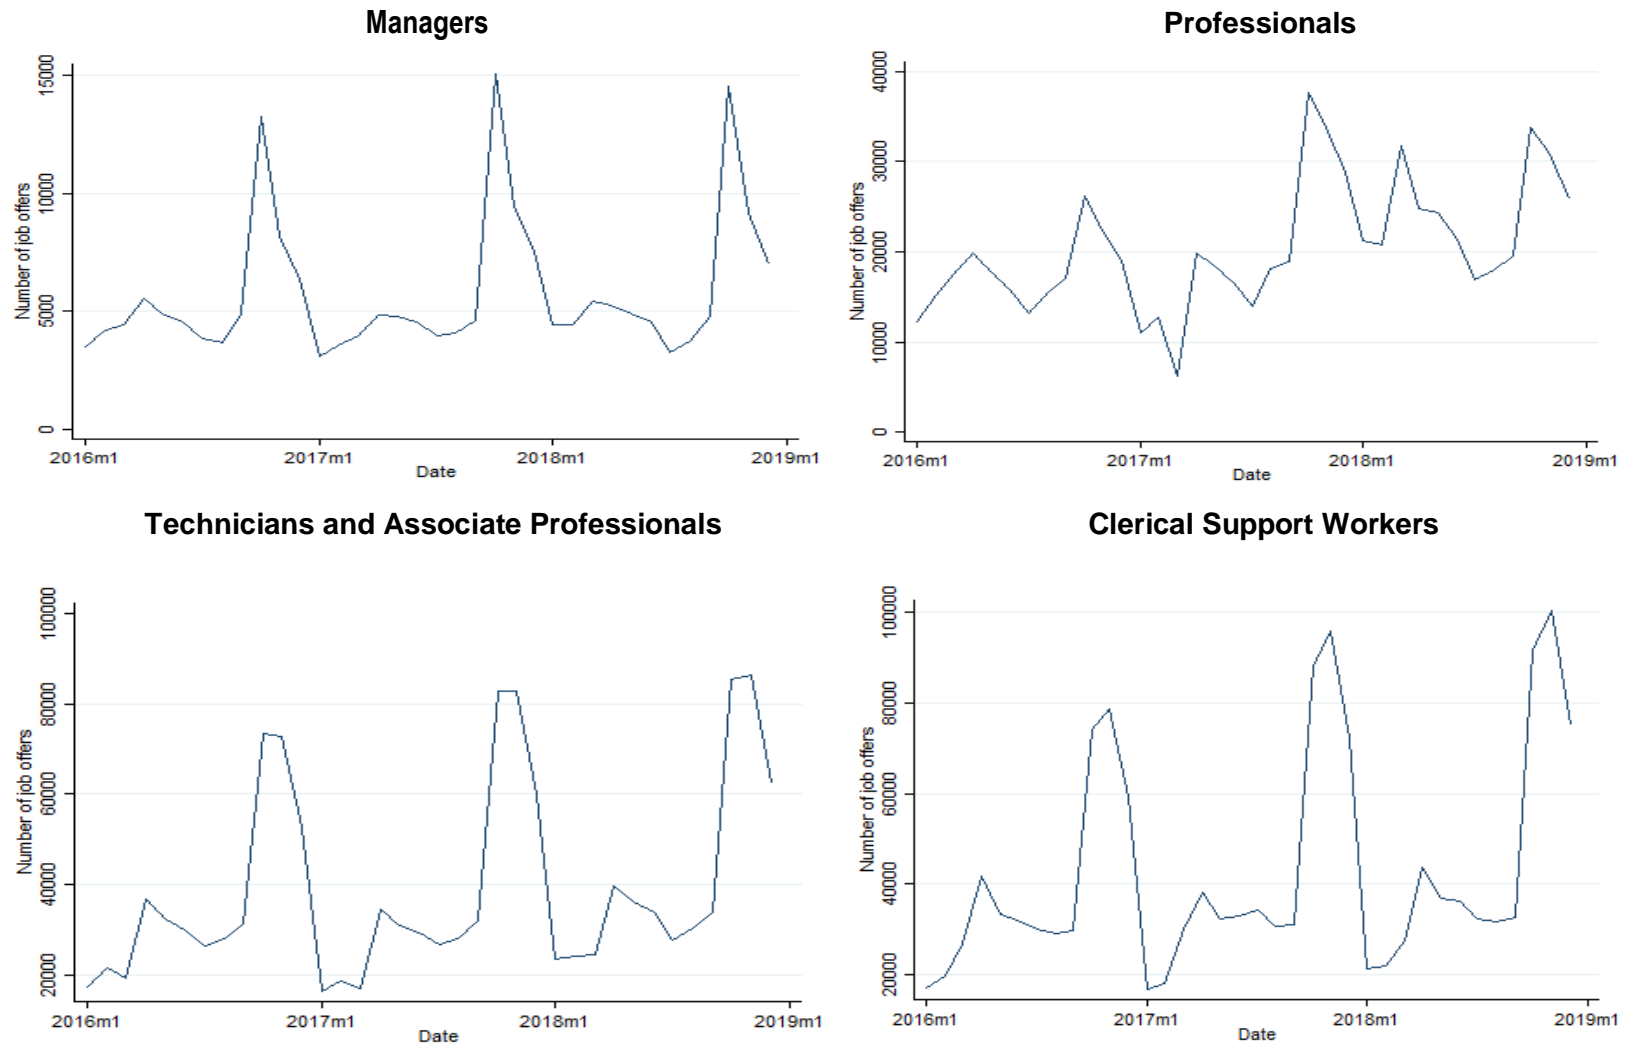 Managers
Number of job offers
15000
10000
5000
0
2016m1 2017m1 2018m1 2019m1
Date
Professionals
Number of job offers
40000
30000
20000
10000
0
2016m1 2017m1 2018m1 2019m1
Date
Technicians and Associate Professionals
Number of job offers
100000
80000
60000
40000
20000
2016m1 2017m1 2018m1 2019m1
Date
Clerical Support Workers
Number of job offers
100000
80000
60000
40000
20000
2016m1 2017m1 2018m1 2019m1
Date